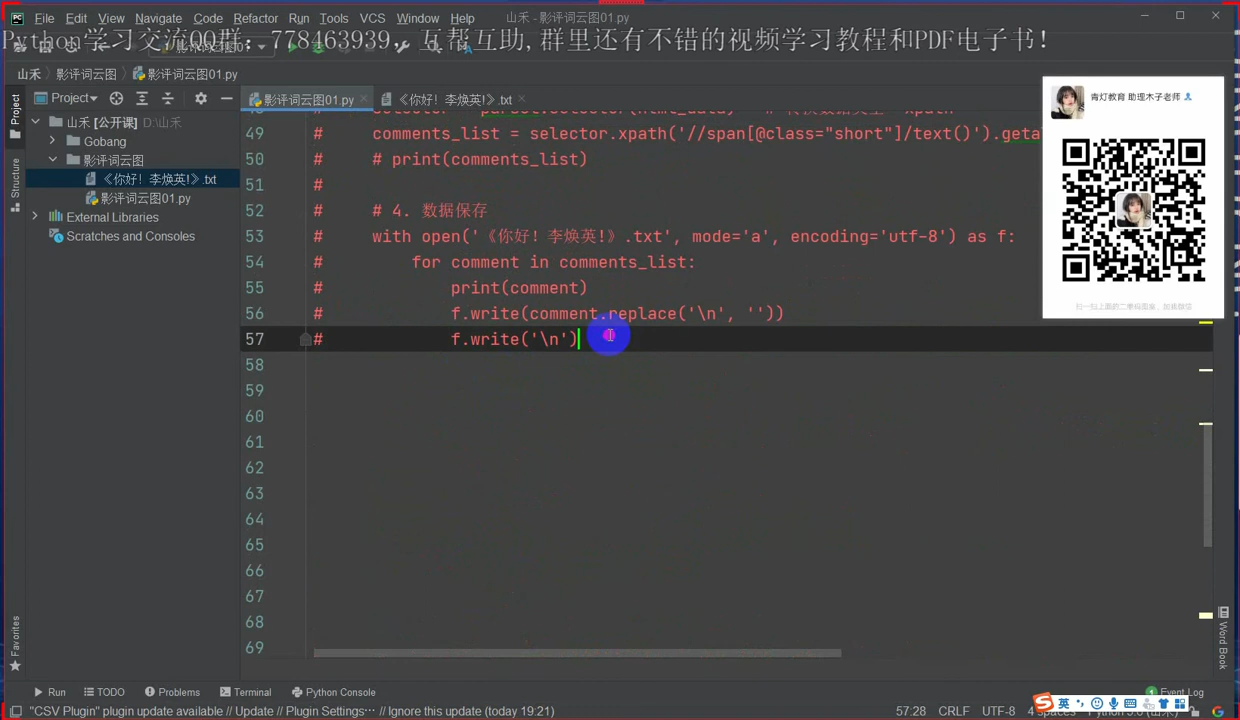 File Edit View Navigate Code Refactor Run Tools VCS Window Help 山禾 - 影评词云图01.py
Python学习交流QQ群：778463939，互帮互助,群里还有不错的视频学习教程和PDF电子书！
山禾 影评词云图 影评词云图01.py
Project
影评词云图01.py
《你好！李焕英!》.txt
青灯教育 助理木子老师
山禾 [公开课] D:\山禾
Gobang
影评词云图
《你好！李焕英!》.txt
影评词云图01.py
External Libraries
Scratches and Consoles
Project
Structure
Favorites
49 # comments_list = selector.xpath('//span[@class="short"]/text()').geta
50 # # print(comments_list)
51 #
52 # # 4. 数据保存
53 # with open('《你好！李焕英!》.txt', mode='a', encoding='utf-8') as f:
54 # for comment in comments_list:
55 # print(comment)
56 # f.write(comment.replace('\n', ''))
57 # f.write('\n')
58
59
60
61
62
63
64
65
66
67
68
69
Word Book
Run TODO Problems Terminal Python Console Event Log
"CSV Plugin" plugin update available // Update // Plugin Settings··· // Ignore this update (today 19:21) 57:28 CRLF UTF-8
英